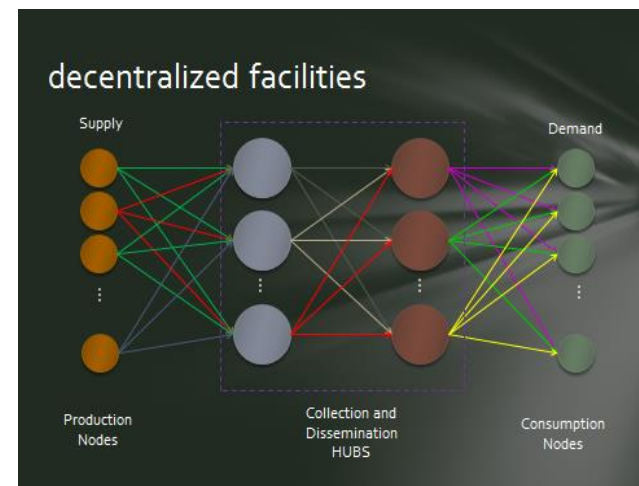 decentralized facilities
Supply
Demand
Production
Nodes
Collection and
Dissemination
HUBS
Consumption
Nodes